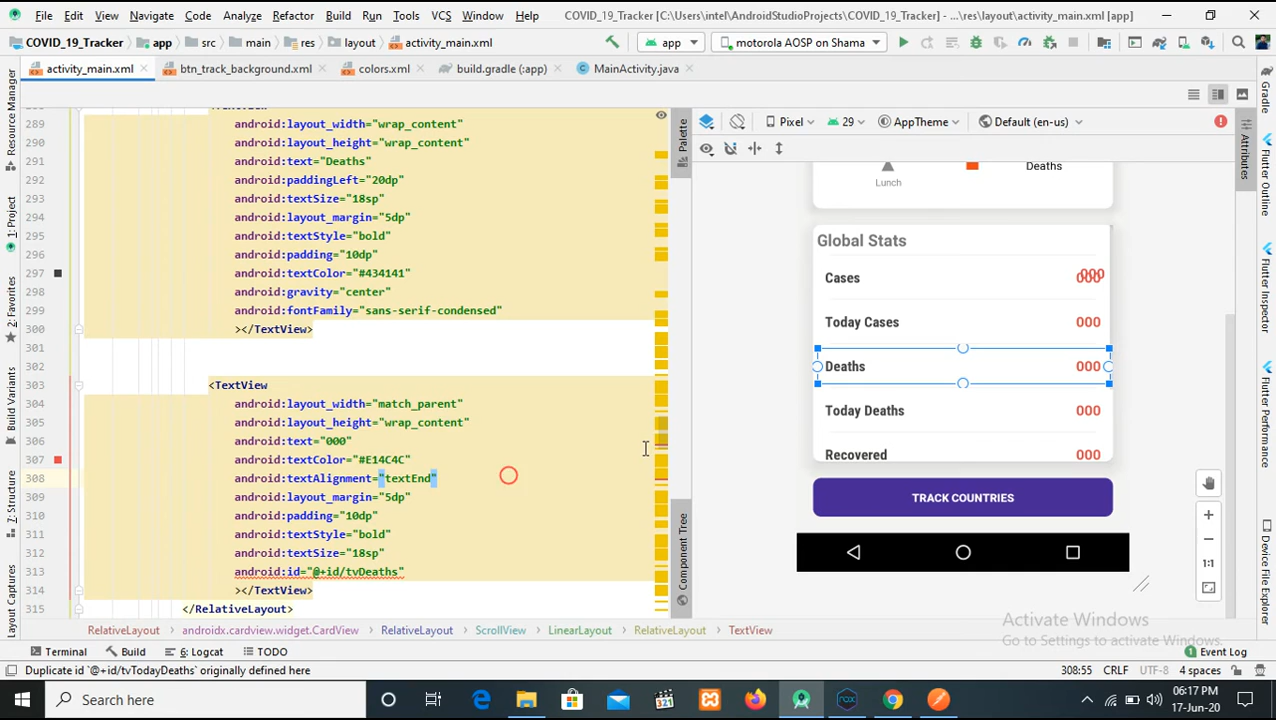 File Edit View Navigate Code Analyze Refactor Build Run Tools VCS Window Help COVID_19_Tracker [C:\Users\intel\AndroidStudioProjects\COVID_19_Tracker] - ...\res\layout\activity_main.xml [app]
COVID_19_Tracker app src main res layout activity_main.xml app motorola AOSP on Shama
activity_main.xml btn_track_background.xml colors.xml build.gradle (:app) MainActivity.java
Resource Manager
1: Project
2: Favorites
Build Variants
Z: Structure
Layout Captures
289 android:layout_width="wrap_content"
290 android:layout_height="wrap_content"
291 android:text="Deaths"
292 android:paddingLeft="20dp"
293 android:textSize="18sp"
294 android:layout_margin="5dp"
295 android:textStyle="bold"
296 android:padding="10dp"
297 android:textColor="#434141"
298 android:gravity="center"
299 android:fontFamily="sans-serif-condensed"
300 ></TextView>
301
302
303 <TextView
304 android:layout_width="match_parent"
305 android:layout_height="wrap_content"
306 android:text="000"
307 android:textColor="#E14C4C"
308 android:textAlignment="textEnd"
309 android:layout_margin="5dp"
310 android:padding="10dp"
311 android:textStyle="bold"
312 android:textSize="18sp"
313 android:id="@+id/tvDeaths"
314 ></TextView>
315 </RelativeLayout>
RelativeLayout androidx.cardview.widget.CardView RelativeLayout ScrollView LinearLayout RelativeLayout TextView
Palette
Component Tree
Pixel 29 AppTheme Default (en-us)
Lunch
Deaths
Global Stats
Cases 000 000
Today Cases 000
Deaths 000
Today Deaths 000
Recovered 000
TRACK COUNTRIES
1:1
Attributes
Gradle
Flutter Outline
Flutter Inspector
Flutter Performance
Device File Explorer
Activate Windows
Go to Settings to activate Windows.
Terminal Build 6: Logcat TODO Event Log
Duplicate id `@+id/tvTodayDeaths` originally defined here 308:55 CRLF UTF-8 4 spaces
Search 321 nox 06:17 PM
17-Jun-20